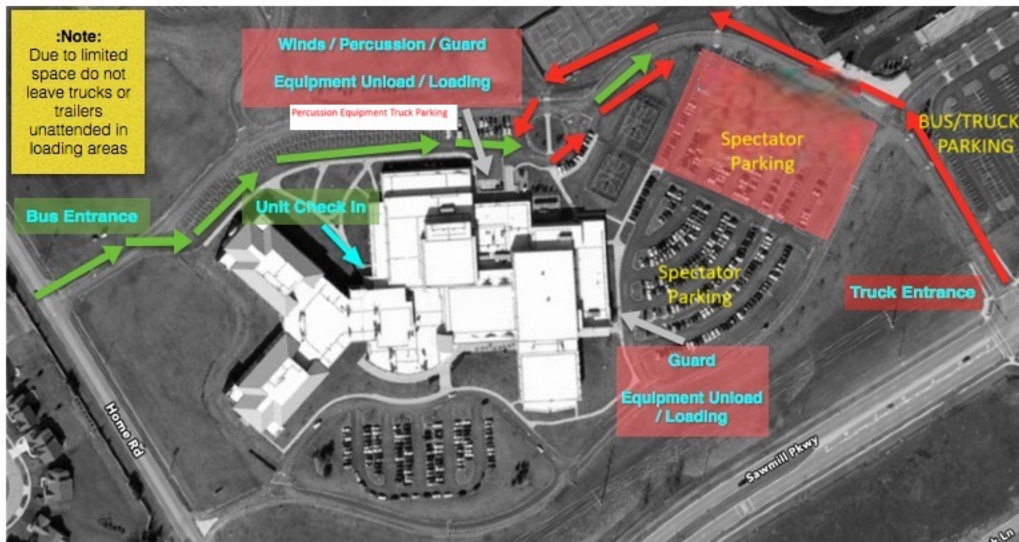 :Note:
Due to limited
space do not
leave trucks or
trailers
unattended in
loading areas
Winds / Percussion / Guard
Equipment Unload / Loading
Percussion Equipment Truck Parking
Spectator
Parking
BUS/TRUCK
PARKING
Bus Entrance
Unit Check In
Spectator
Parking
Truck Entrance
Guard
Equipment Unload
/ Loading
Home Rd
Sawmill Pkwy
Ln